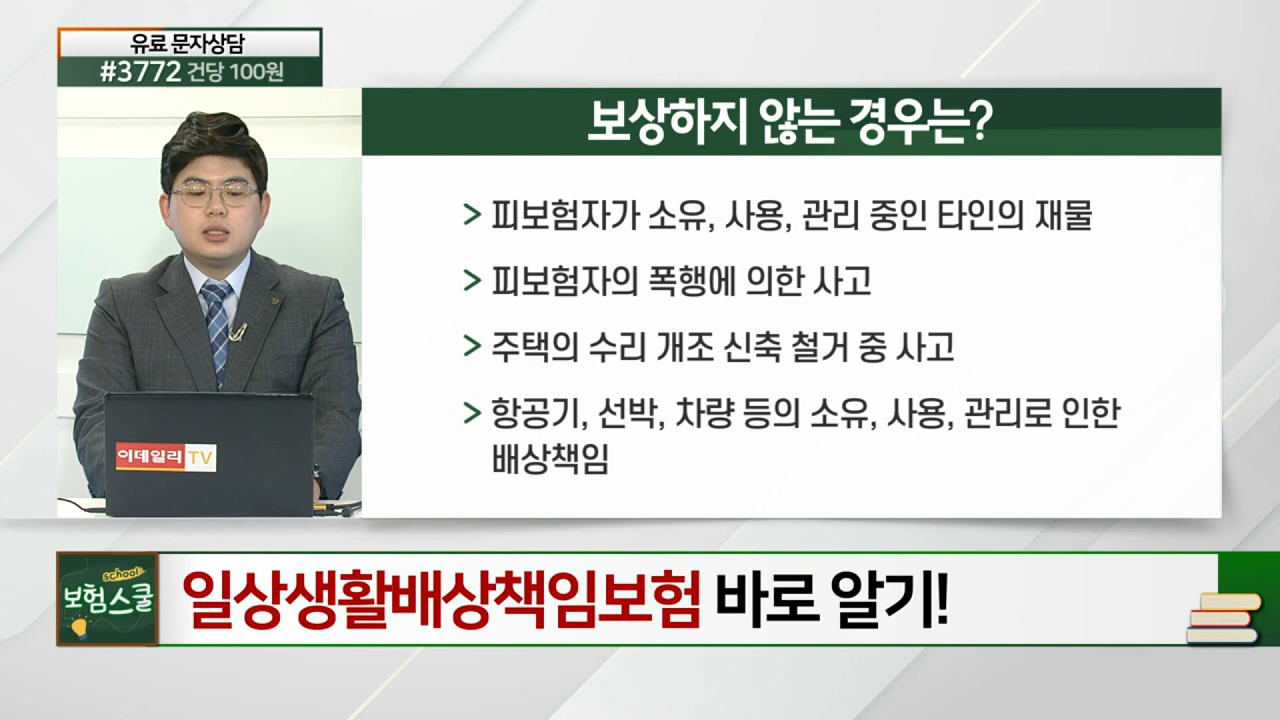 유료 문자상담
#3772 건당 100원
보상하지 않는 경우는?
> 피보험자가 소유, 사용, 관리 중인 타인의 재물
> 피보험자의 폭행에 의한 사고
> 주택의 수리 개조 신축 철거 중 사고
> 항공기, 선박, 차량 등의 소유, 사용, 관리로 인한
배상책임
이데일리TV
school
보험스쿨
일상생활배상책임보험 바로 알기!